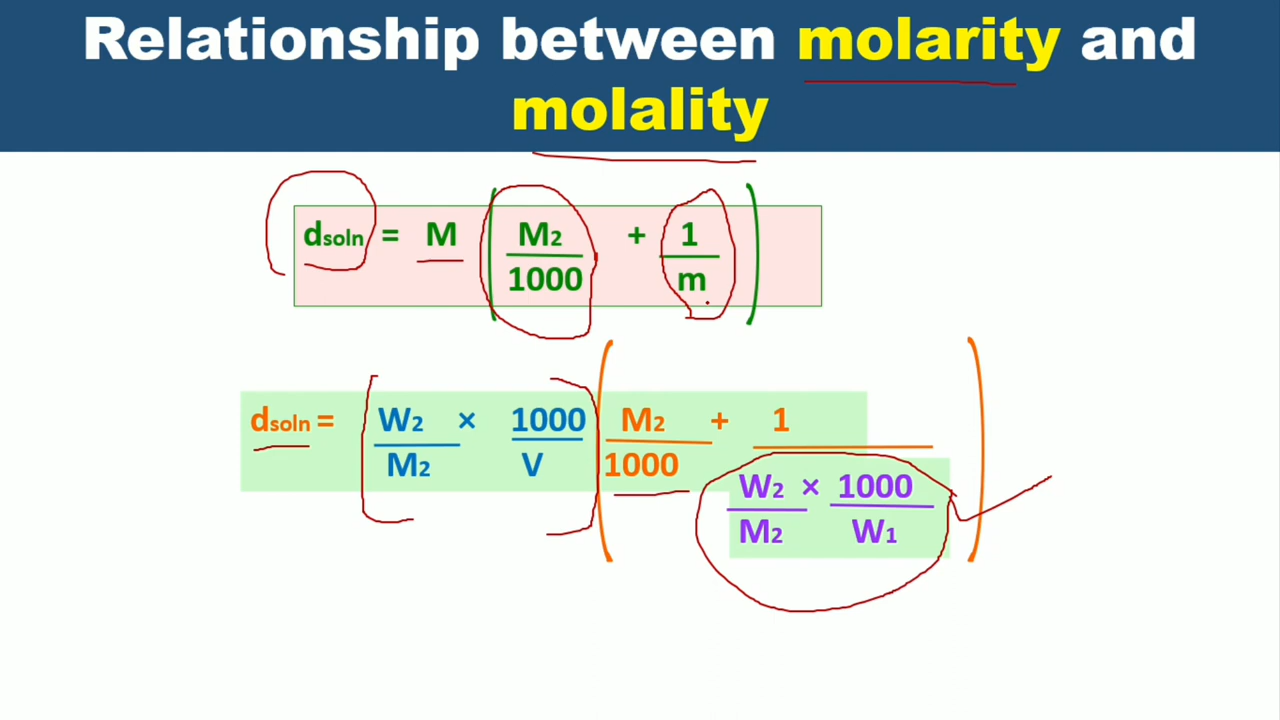 Relationship between molarity and
molality
dsoln = M ( M2/1000 + 1/m )
dsoln = W2/M2 × 1000/V ( M2/1000 + 1/(W2/M2 × 1000/W1) )